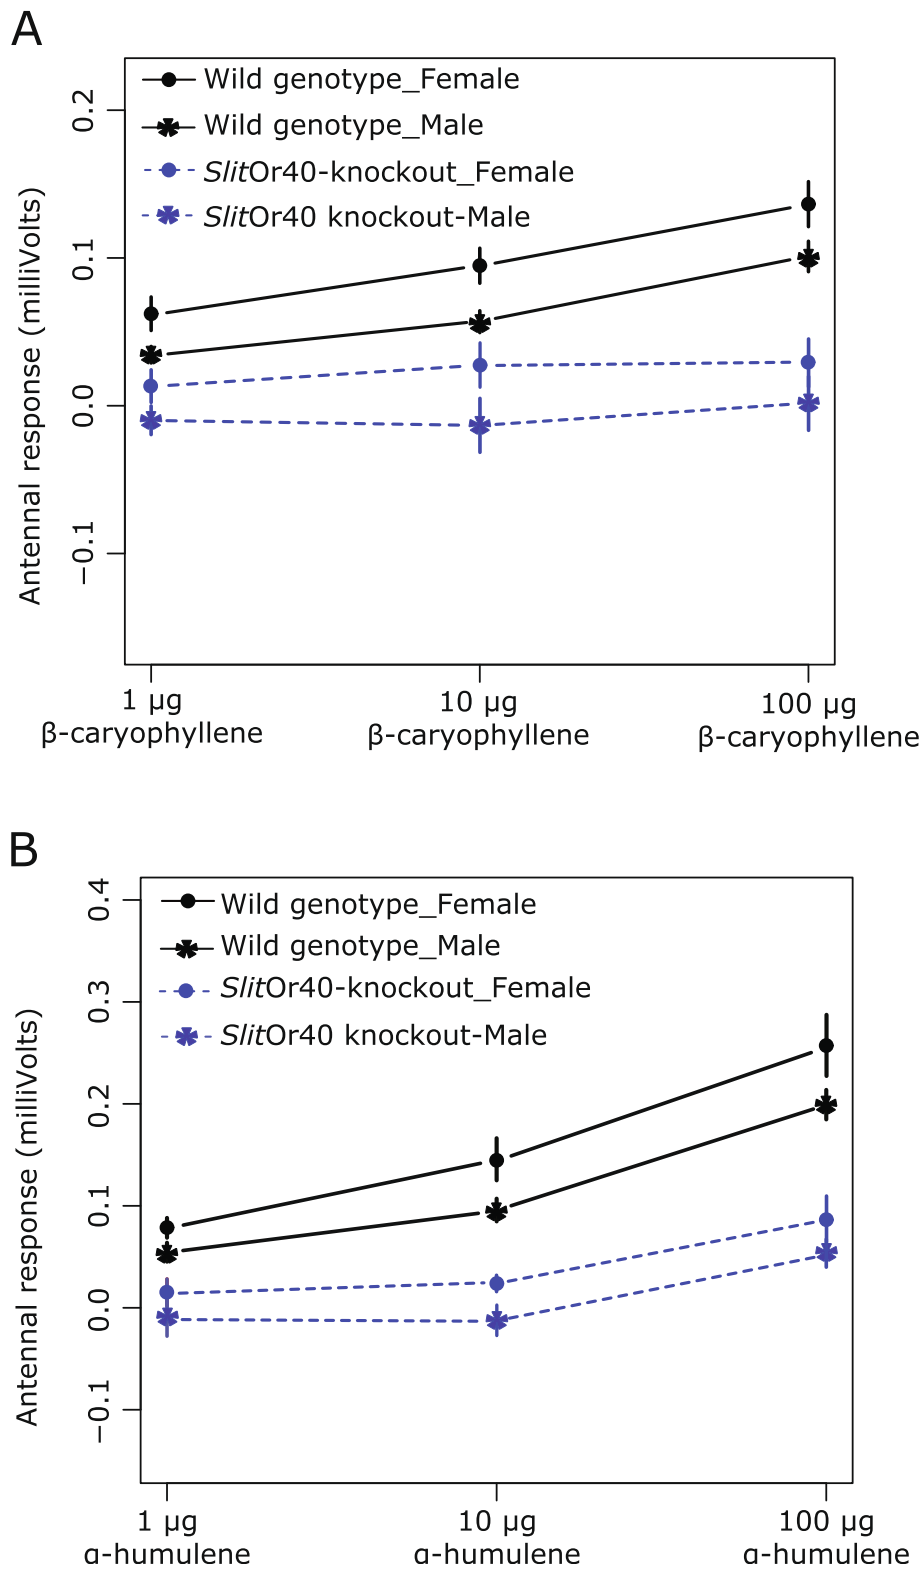 A
Wild genotype_Female
Wild genotype_Male
SlitOr40-knockout_Female
SlitOr40 knockout-Male
Antennal response (milliVolts)
0.2
0.1
0.0
−0.1
1 µg
β-caryophyllene
10 µg
β-caryophyllene
100 µg
β-caryophyllene
B
Wild genotype_Female
Wild genotype_Male
SlitOr40-knockout_Female
SlitOr40 knockout-Male
Antennal response (milliVolts)
0.4
0.3
0.2
0.1
0.0
−0.1
1 µg
α-humulene
10 µg
α-humulene
100 µg
α-humulene